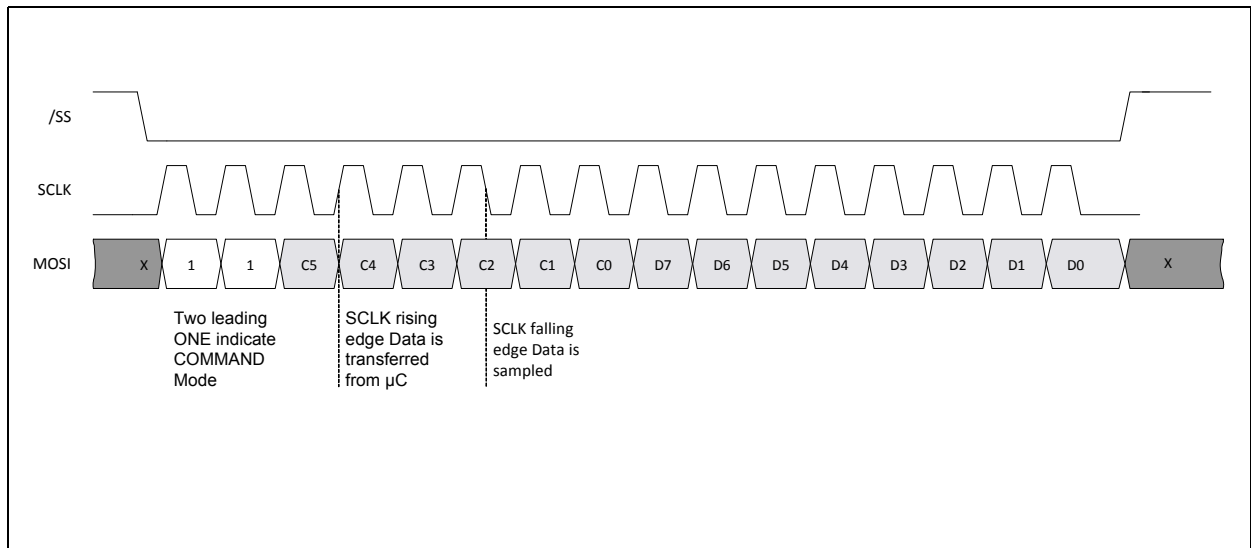 /SS
SCLK
MOSI X 1 1 C5 C4 C3 C2 C1 C0 D7 D6 D5 D4 D3 D2 D1 D0 X
Two leading
ONE indicate
COMMAND
Mode
SCLK rising
edge Data is
transferred
from µC
SCLK falling
edge Data is
sampled